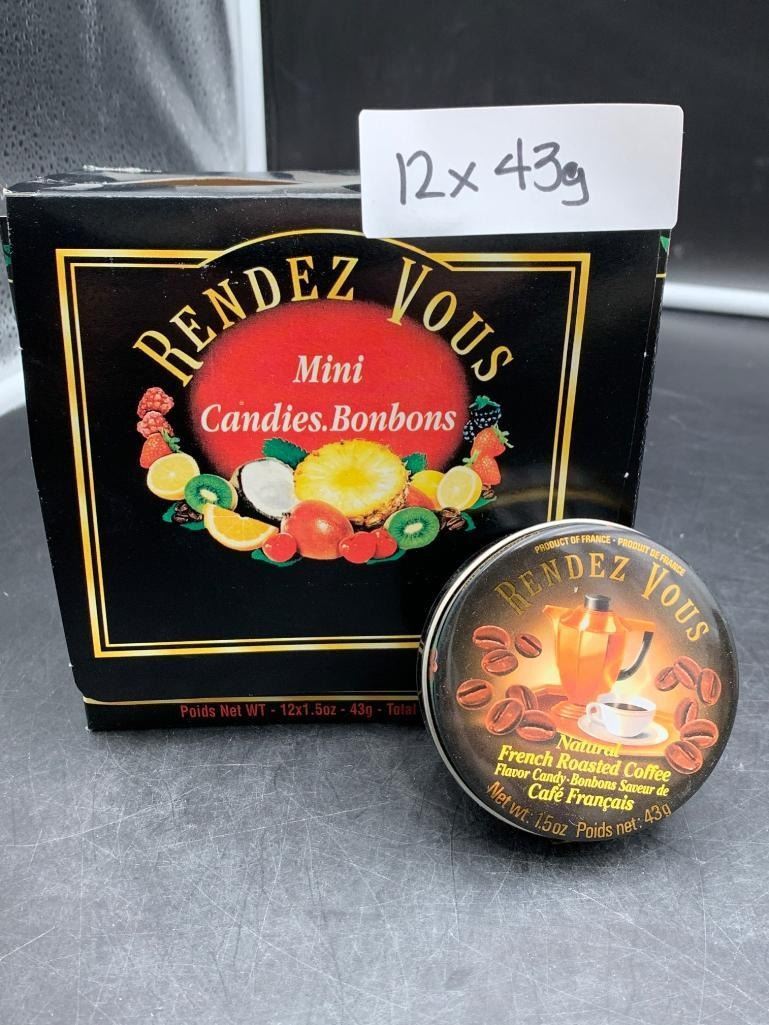 12 x 43g
RENDEZ VOUS
Mini
Candies.Bonbons
Poids Net WT - 12x1.5oz - 43g - Total
PRODUCT OF FRANCE - PRODUIT DE FRANCE
RENDEZ VOUS
Natural
French Roasted Coffee
Flavor Candy·Bonbons Saveur de
Café Français
Net wt: 1.5oz Poids net: 43g